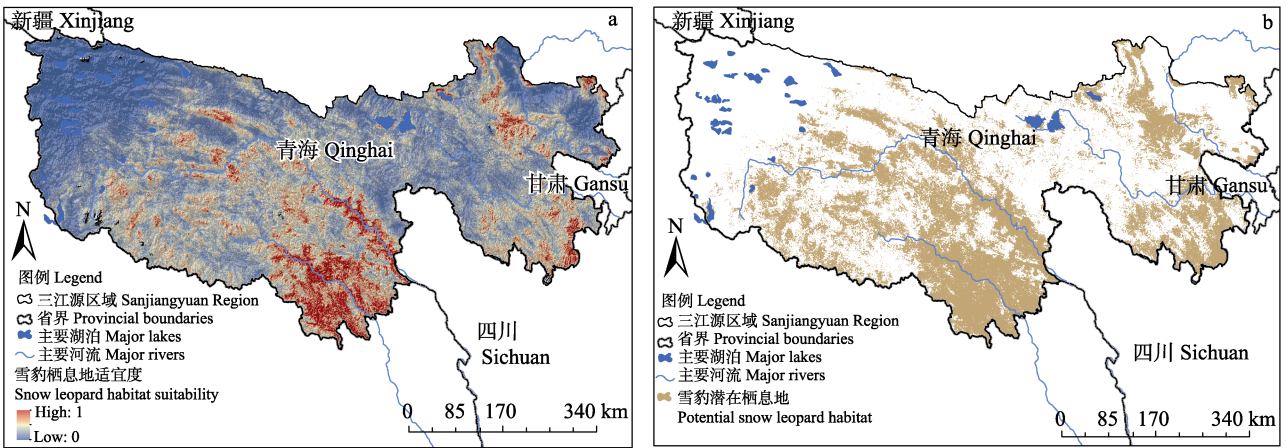 新疆 Xinjiang
a
青海 Qinghai
甘肃 Gansu
N
图例 Legend
三江源区域 Sanjiangyuan Region
省界 Provincial boundaries
主要湖泊 Major lakes
主要河流 Major rivers
雪豹栖息地适宜度
Snow leopard habitat suitability
High: 1
Low: 0
四川
Sichuan
0 85 170 340 km
新疆 Xinjiang
b
青海 Qinghai
甘肃 Gansu
N
图例 Legend
三江源区域 Sanjiangyuan Region
省界 Provincial boundaries
主要湖泊 Major lakes
主要河流 Major rivers
雪豹潜在栖息地
Potential snow leopard habitat
四川 Sichuan
0 85 170 340 km